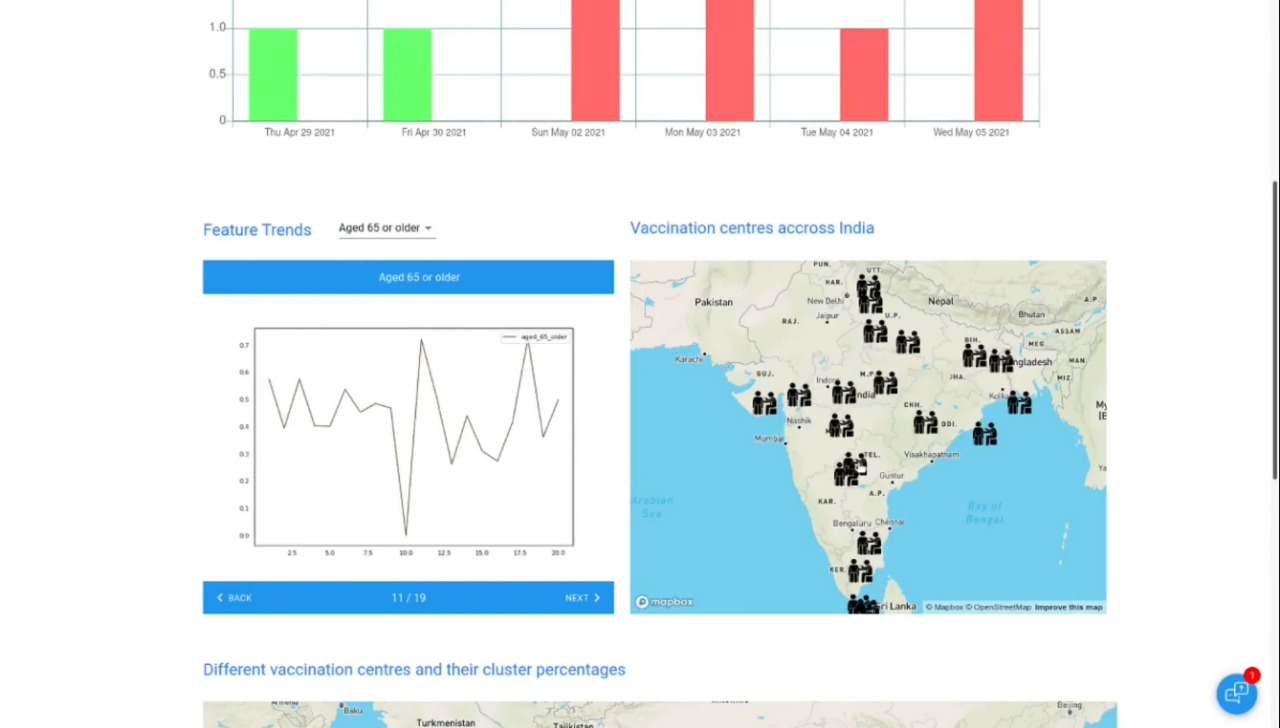 1.0
0.5
0
Thu Apr 29 2021
Fri Apr 30 2021
Sun May 02 2021
Mon May 03 2021
Tue May 04 2021
Wed May 05 2021
Feature Trends
Aged 65 or older
Vaccination centres accross India
Aged 65 or older
aged_65_older
0.7
0.6
0.5
0.4
0.3
0.2
0.1
0.0
2.5
5.0
7.5
10.0
12.5
15.0
17.5
20.0
BACK
11 / 19
NEXT
PUN.
UTT.
HAR.
Pakistan
New Delhi
Nepal
A.P.
Jaipur
U.P.
Bhutan
RAJ.
ASSAM
BIH.
MEG.
Karachi
ngladesh
MAN.
GUJ.
M.P.
JHA.
MIZ.
India
Kolk
CHH.
ODI.
My
[B
Nashik
Mumbai
TEL.
Visakhapatnam
Ya
Guntur
Arabian
Sea
KAR.
A.P.
Bay of
Bengal
Bengaluru
Chennai
KER.
mapbox
Sri Lanka
© Mapbox © OpenStreetMap Improve this map
Different vaccination centres and their cluster percentages
1
Baku
Turkmenistan
Tajikistan
Beijing